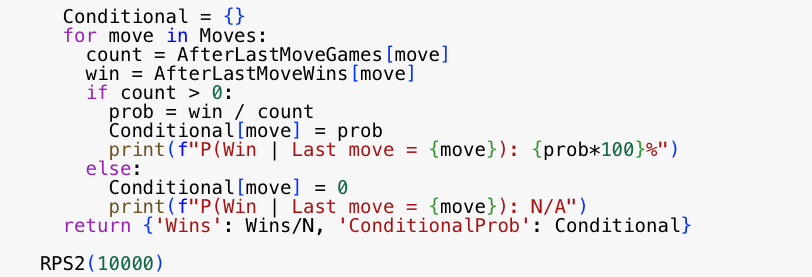 Conditional = {}
for move in Moves:
count = AfterLastMoveGames[move]
win = AfterLastMoveWins[move]
if count > 0:
prob = win / count
Conditional[move] = prob
print(f"P(Win | Last move = {move}): {prob*100}%")
else:
Conditional[move] = 0
print(f"P(Win | Last move = {move}): N/A")
return {'Wins': Wins/N, 'ConditionalProb': Conditional}
RPS2(10000)